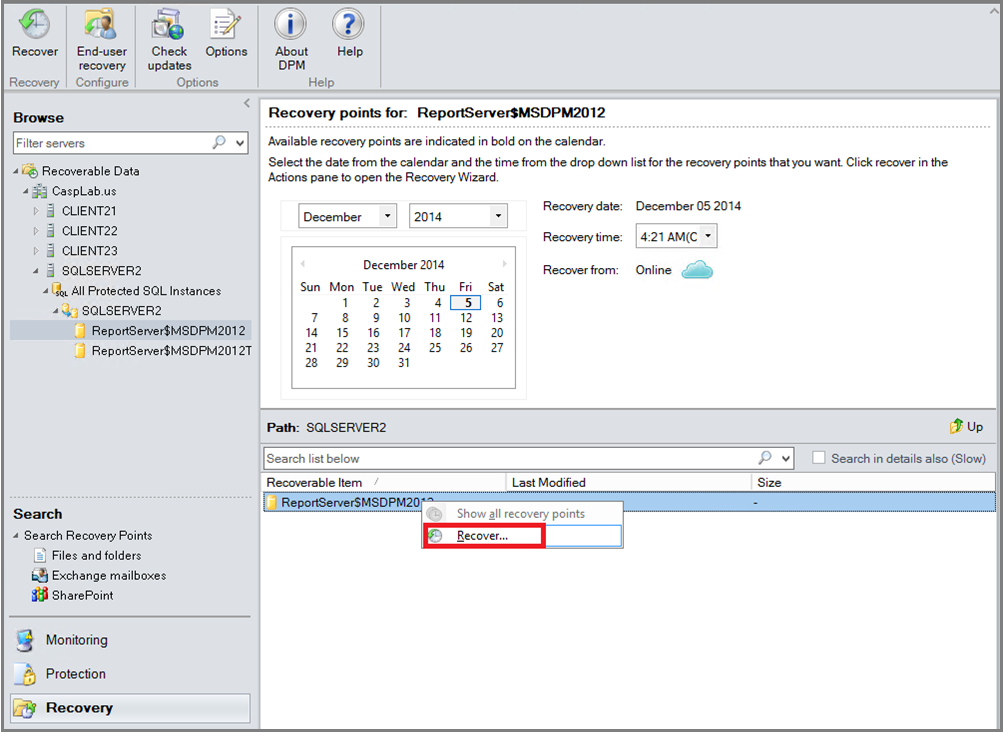 Recover
End-user
recovery
Check
updates
Options
About
DPM
Help
Recovery
Configure
Options
Help
Browse
Filter servers
Recoverable Data
CaspLab.us
CLIENT21
CLIENT22
CLIENT23
SQLSERVER2
All Protected SQL Instances
SQLSERVER2
ReportServer$MSDPM2012
ReportServer$MSDPM2012T
Search
Search Recovery Points
Files and folders
Exchange mailboxes
SharePoint
Monitoring
Protection
Recovery
Recovery points for: ReportServer$MSDPM2012
Available recovery points are indicated in bold on the calendar.
Select the date from the calendar and the time from the drop down list for the recovery points that you want. Click recover in the
Actions pane to open the Recovery Wizard.
December 2014
December 2014
Sun Mon Tue Wed Thu Fri Sat
1 2 3 4 5 6
7 8 9 10 11 12 13
14 15 16 17 18 19 20
21 22 23 24 25 26 27
28 29 30 31
Recovery date: December 05 2014
Recovery time: 4:21 AM(C
Recover from: Online
Path: SQLSERVER2
Up
Search list below
Search in details also (Slow)
Recoverable Item Last Modified Size
ReportServer$MSDPM2012 -
Show all recovery points
Recover...